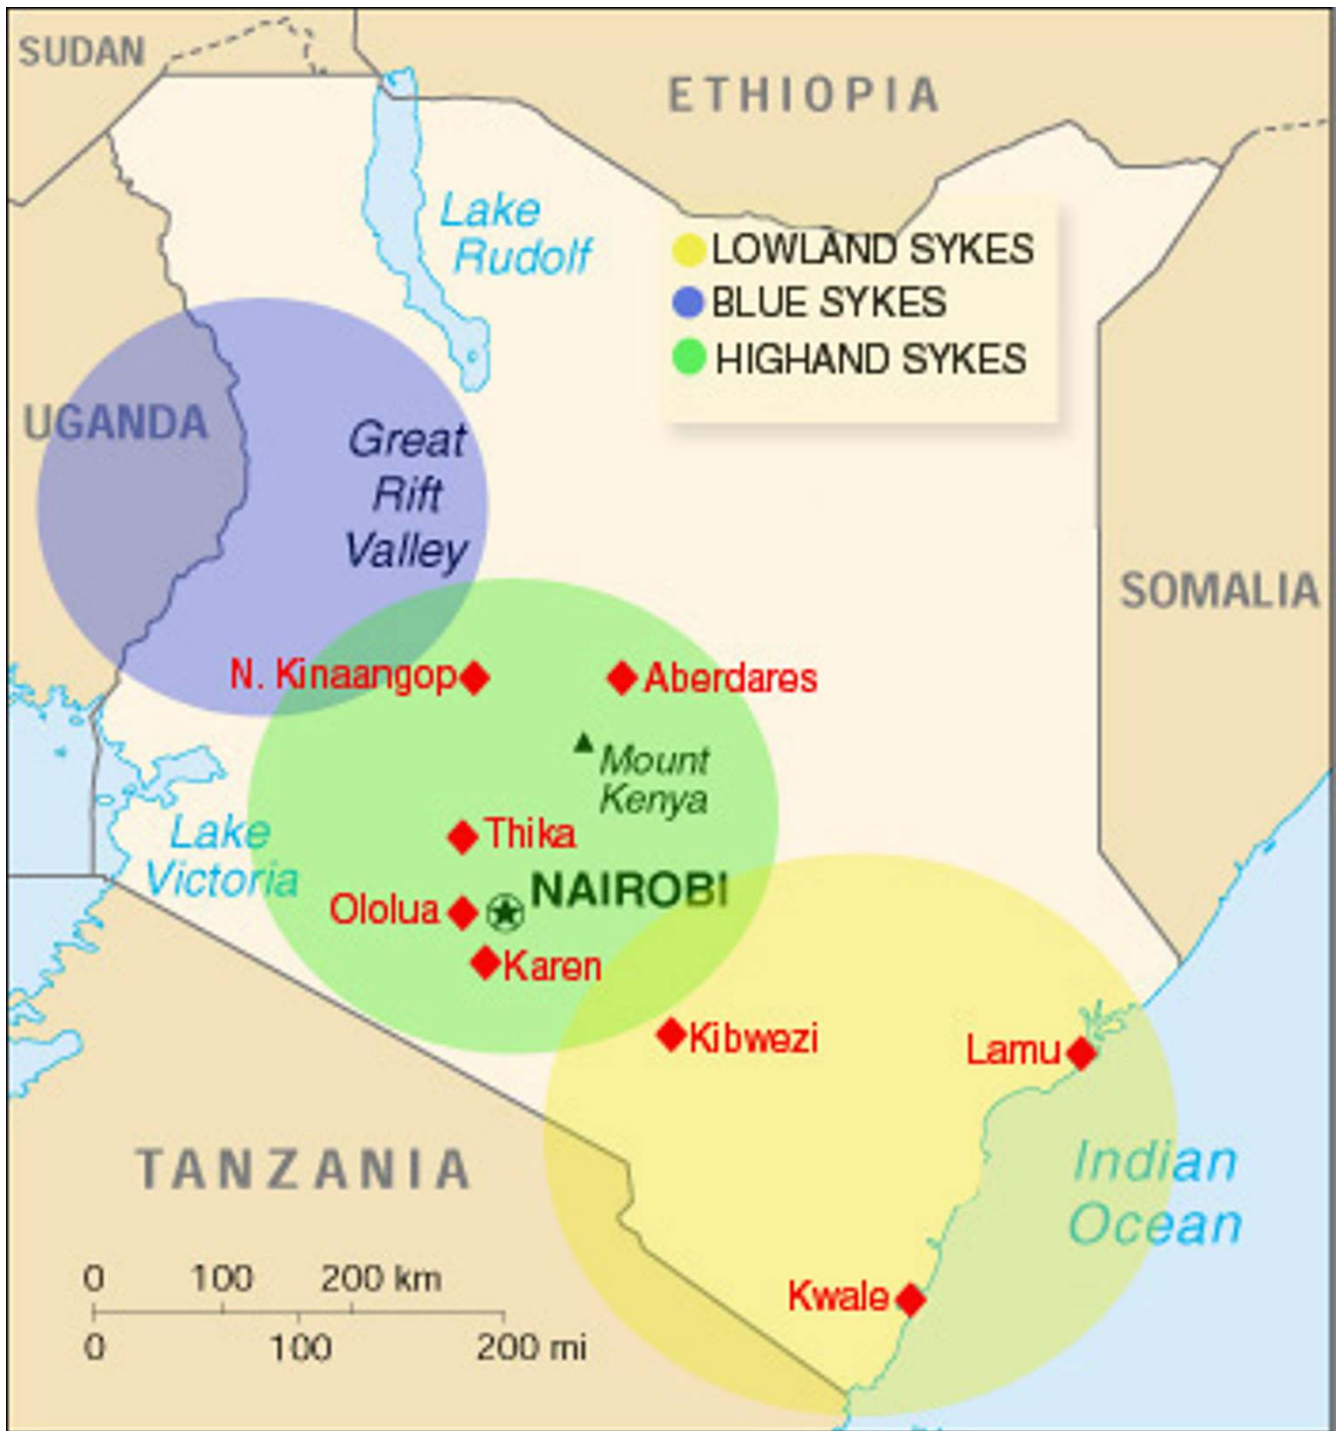 SUDAN
ETHIOPIA
Lake
Rudolf
LOWLAND SYKES
BLUE SYKES
HIGHAND SYKES
UGANDA
Great
Rift
Valley
SOMALIA
N. Kinaangop
Aberdares
Mount
Kenya
Lake
Victoria
Thika
NAIROBI
Ololua
Karen
Kibwezi
Lamu
TANZANIA
Indian
Ocean
Kwale
0 100 200 km
0 100 200 mi